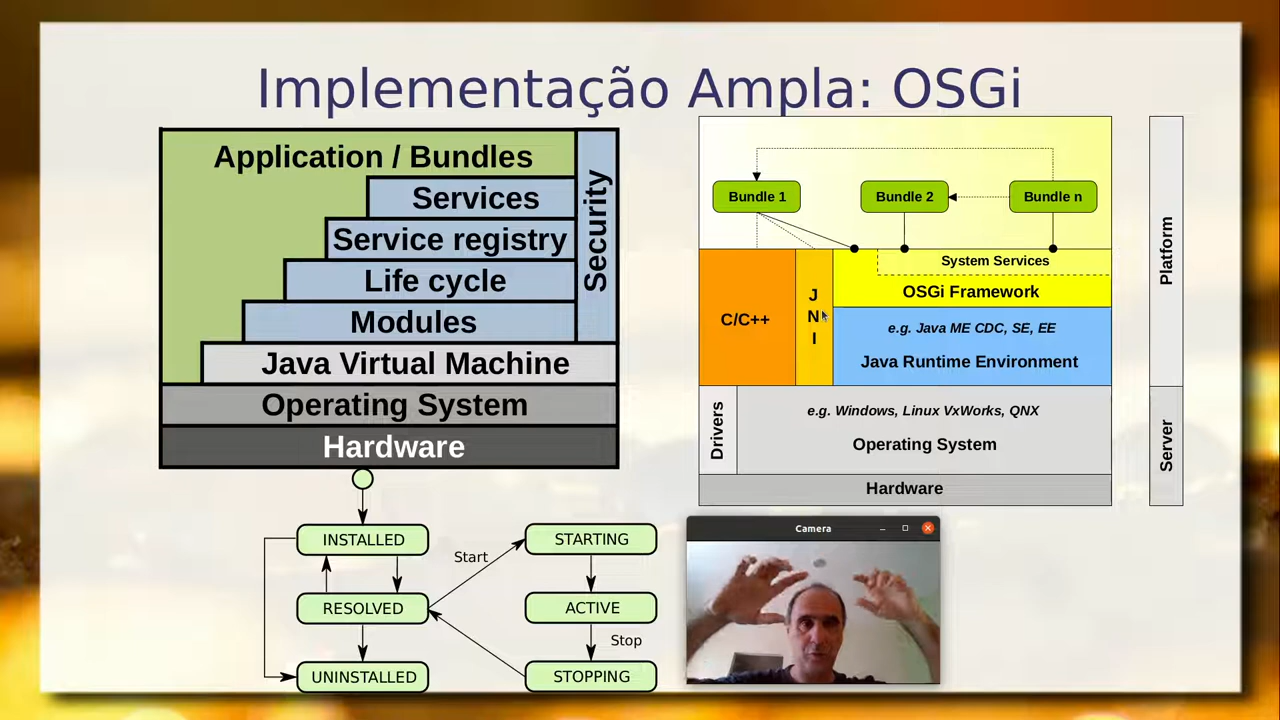 Implementação Ampla: OSGi
Application / Bundles
Services
Service registry
Life cycle
Modules
Security
Java Virtual Machine
Operating System
Hardware
Bundle 1
Bundle 2
Bundle n
System Services
OSGi Framework
C/C++
J
N
I
e.g. Java ME CDC, SE, EE
Java Runtime Environment
Drivers
e.g. Windows, Linux VxWorks, QNX
Operating System
Hardware
Platform
Server
INSTALLED
Start
STARTING
RESOLVED
ACTIVE
Stop
UNINSTALLED
STOPPING
Camera